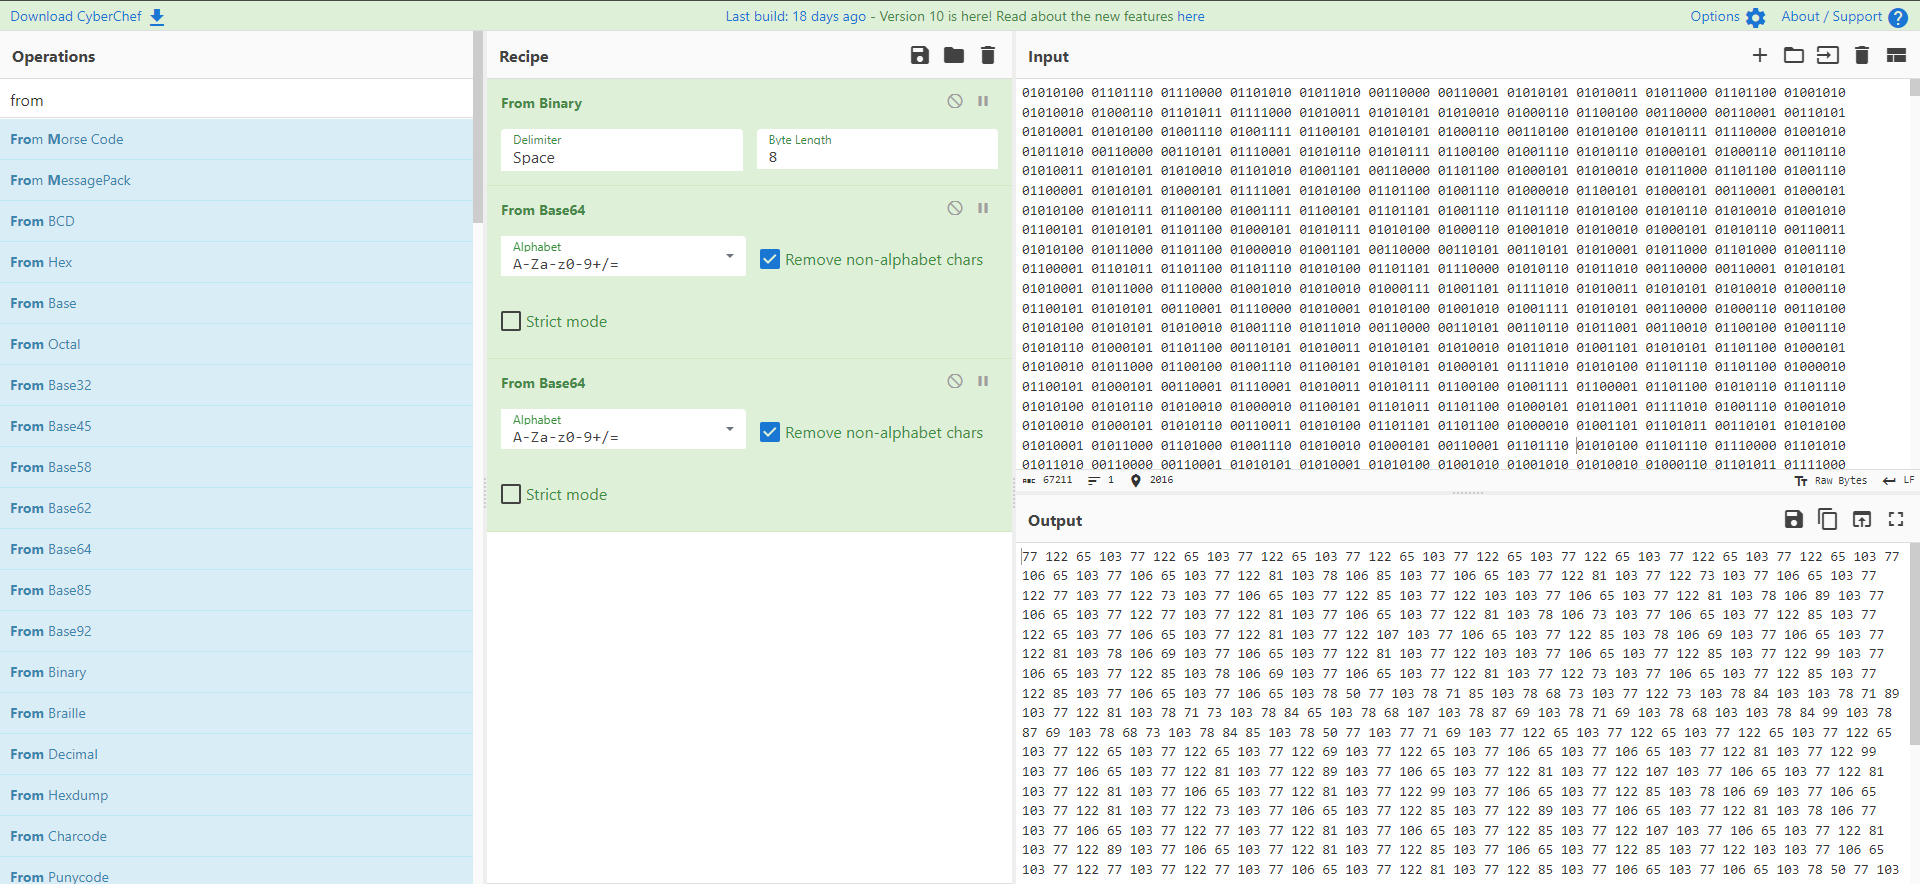 Download CyberChef
Last build: 18 days ago - Version 10 is here! Read about the new features here
Options
About / Support
Operations
from
From Morse Code
From MessagePack
From BCD
From Hex
From Base
From Octal
From Base32
From Base45
From Base58
From Base62
From Base64
From Base85
From Base92
From Binary
From Braille
From Decimal
From Hexdump
From Charcode
From Punycode
Recipe
From Binary
Delimiter
Space
Byte Length
8
From Base64
Alphabet
A-Za-z0-9+/=
Remove non-alphabet chars
Strict mode
From Base64
Alphabet
A-Za-z0-9+/=
Remove non-alphabet chars
Strict mode
Input
01010100 01101110 01110000 01101010 01011010 00110000 00110001 01010101 01010011 01011000 01101100 01001010
01010010 01000110 01101011 01111000 01010011 01010101 01010010 01000110 01100100 00110000 00110001 00110101
01010001 01010100 01001110 01001111 01100101 01010101 01000110 00110100 01010100 01010111 01110000 01001010
01011010 00110000 00110101 01110001 01010110 01010111 01100100 01001110 01010110 01000101 01000110 00110110
01010011 01010101 01010010 01101010 01001101 00110000 01101100 01000101 01010010 01011000 01101100 01001110
01100001 01010101 01000101 01111001 01010100 01101100 01001110 01000010 01100101 01000101 00110001 01000101
01010100 01010111 01100100 01001111 01100101 01101101 01001110 01101110 01010100 01010110 01010010 01001010
01100101 01010101 01101100 01000101 01010111 01010100 01000110 01001010 01010010 01000101 01010110 00110011
01010100 01011000 01101110 01000010 01001101 00110000 00110101 00110101 01010001 01011000 01101000 01001110
01100001 01101011 01101100 01101110 01010100 01101101 01110000 01010110 01011010 00110000 00110001 01010101
01010001 01011000 01110000 01001010 01010010 01000111 01001101 01111010 01010011 01010101 01010010 01000110
01100101 01010101 00110001 01110000 01010001 01010100 01001010 01001111 01010101 00110000 01000110 00110100
01010100 01010101 01010010 01001110 01011010 00110000 00110101 00110110 01011001 00110010 01100100 01001110
01010110 01000101 01101100 00110101 01010011 01010101 01010010 01011010 01001101 01010101 01101100 01000101
01010010 01011000 01100100 01001110 01100101 01010101 01000101 01111010 01010100 01101110 01101100 01000010
01100101 01000101 00110001 01110001 01010011 01010111 01100100 01001111 01100001 01101100 01010110 01101110
01010100 01010110 01010010 01000010 01100101 01101011 01101100 01000101 01011001 01111010 01001110 01001010
01010010 01000101 01010110 00110011 01010100 01101101 01101100 01000010 01001101 01101011 00110101 01010100
01010001 01011000 01101000 01001110 01010010 01000101 00110001 01101110 01010100 01101110 01110000 01101010
01011010 00110000 00110001 01010101 01010001 01010100 01001010 01001010 01010010 01000110 01101011 01111000
67211
1
2016
Raw Bytes
LF
Output
77 122 65 103 77 122 65 103 77 122 65 103 77 122 65 103 77 122 65 103 77 122 65 103 77 122 65 103 77 122 65 103 77
106 65 103 77 106 65 103 77 122 81 103 78 106 85 103 77 106 65 103 77 122 81 103 77 122 73 103 77 106 65 103 77
122 77 103 77 122 73 103 77 106 65 103 77 122 85 103 77 122 103 103 77 106 65 103 77 122 81 103 78 106 89 103 77
106 65 103 77 122 77 103 77 122 81 103 77 106 65 103 77 122 81 103 78 106 73 103 77 106 65 103 77 122 85 103 77
122 65 103 77 106 65 103 77 122 81 103 77 122 107 103 77 106 65 103 77 122 85 103 78 106 69 103 77 106 65 103 77
122 81 103 78 106 69 103 77 106 65 103 77 122 81 103 77 122 103 103 77 106 65 103 77 122 85 103 77 122 99 103 77
106 65 103 77 122 85 103 78 106 69 103 77 106 65 103 77 122 81 103 77 122 73 103 77 106 65 103 77 122 85 103 77
122 85 103 77 106 65 103 77 106 65 103 78 50 77 103 78 71 85 103 78 68 73 103 77 122 73 103 78 84 103 103 78 71 89
103 77 122 81 103 78 71 73 103 78 84 65 103 78 68 107 103 78 87 69 103 78 71 69 103 78 68 103 103 78 84 99 103 78
87 69 103 78 68 73 103 78 84 85 103 78 50 77 103 77 71 69 103 77 122 65 103 77 122 65 103 77 122 65 103 77 122 65
103 77 122 65 103 77 122 65 103 77 122 69 103 77 122 65 103 77 106 65 103 77 106 65 103 77 122 81 103 77 122 99
103 77 106 65 103 77 122 81 103 77 122 89 103 77 106 65 103 77 122 81 103 77 122 107 103 77 106 65 103 77 122 81
103 77 122 81 103 77 106 65 103 77 122 81 103 77 122 99 103 77 106 65 103 77 122 85 103 78 106 69 103 77 106 65
103 77 122 81 103 77 122 73 103 77 106 65 103 77 122 85 103 77 122 89 103 77 106 65 103 77 122 81 103 78 106 77
103 77 106 65 103 77 122 77 103 77 122 81 103 77 106 65 103 77 122 85 103 77 122 107 103 77 106 65 103 77 122 81
103 77 122 89 103 77 106 65 103 77 122 81 103 77 122 85 103 77 106 65 103 77 122 85 103 77 122 103 103 77 106 65
103 77 122 77 103 77 122 77 103 77 106 65 103 77 122 81 103 77 122 85 103 77 106 65 103 77 106 65 103 78 50 77 103